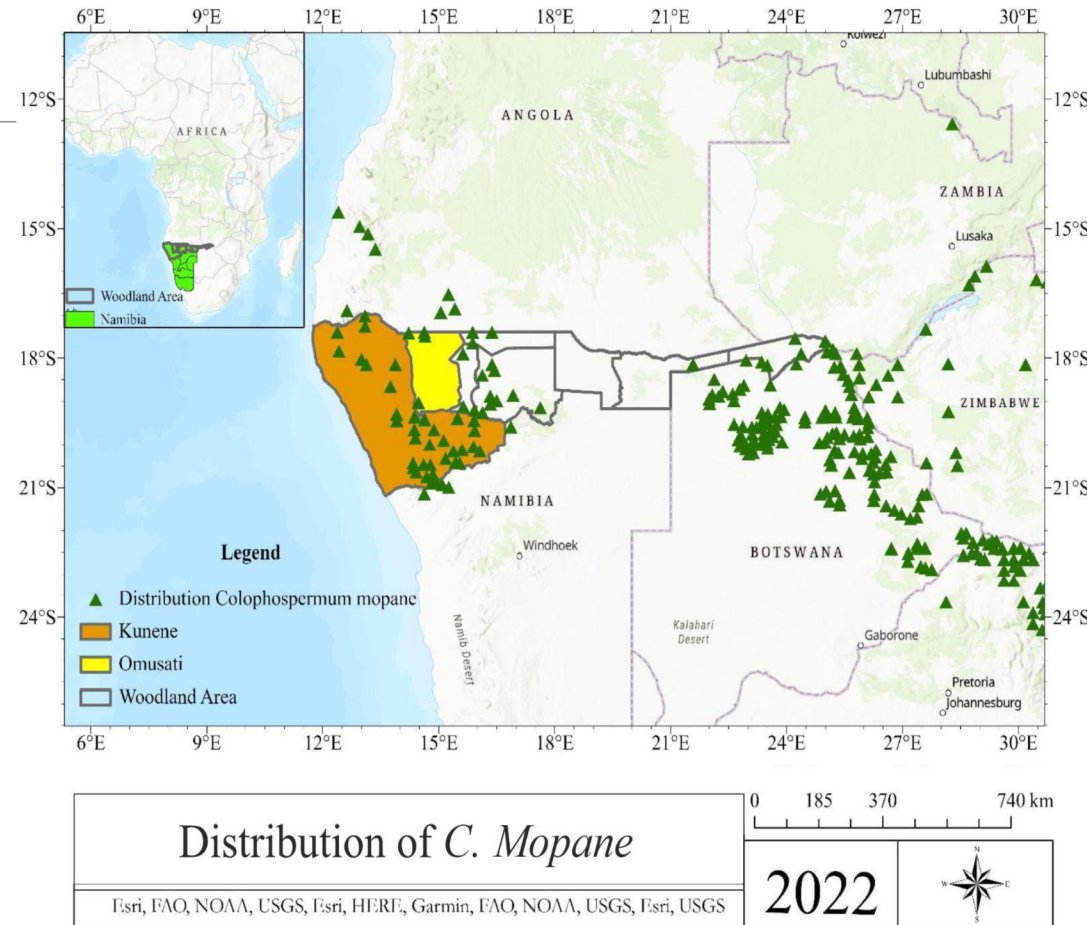 6°E 9°E 12°E 15°E 18°E 21°E 24°E 27°E 30°E
Kolwezi
Lubumbashi
12°S 12°S
ANGOLA
AFRICA
ZAMBIA
15°S 15°S
Lusaka
Woodland Area
Namibia
18°S 18°S
ZIMBABWE
21°S 21°S
NAMIBIA
Windhoek
BOTSWANA
Legend
Distribution Colophospermum mopane
Kunene
Omusati
Woodland Area
24°S 24°S
Namib Desert
Kalahari
Desert
Gaborone
Pretoria
Johannesburg
6°E 9°E 12°E 15°E 18°E 21°E 24°E 27°E 30°E
0 185 370 740 km
Distribution of C. Mopane
Esri, FAO, NOAA, USGS, Esri, HERE, Garmin, FAO, NOAA, USGS, Esri, USGS
2022
N
W E
S